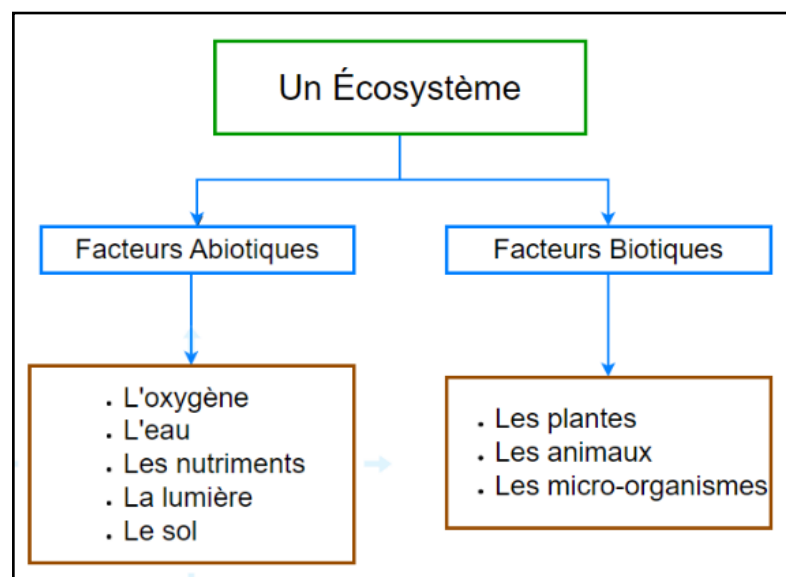 Un Écosystème
Facteurs Abiotiques
Facteurs Biotiques
. L'oxygène
. L'eau
. Les nutriments
. La lumière
. Le sol
. Les plantes
. Les animaux
. Les micro-organismes